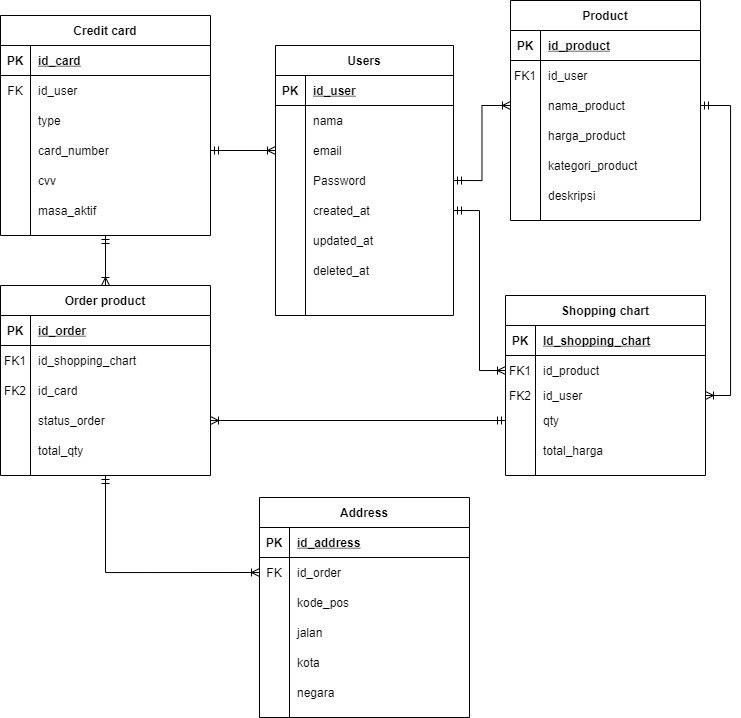 Credit card
PK id_card
FK id_user
type
card_number
cvv
masa_aktif
Users
PK id_user
nama
email
Password
created_at
updated_at
deleted_at
Product
PK id_product
FK1 id_user
nama_product
harga_product
kategori_product
deskripsi
Order product
PK id_order
FK1 id_shopping_chart
FK2 id_card
status_order
total_qty
Shopping chart
PK Id_shopping_chart
FK1 id_product
FK2 id_user
qty
total_harga
Address
PK id_address
FK id_order
kode_pos
jalan
kota
negara